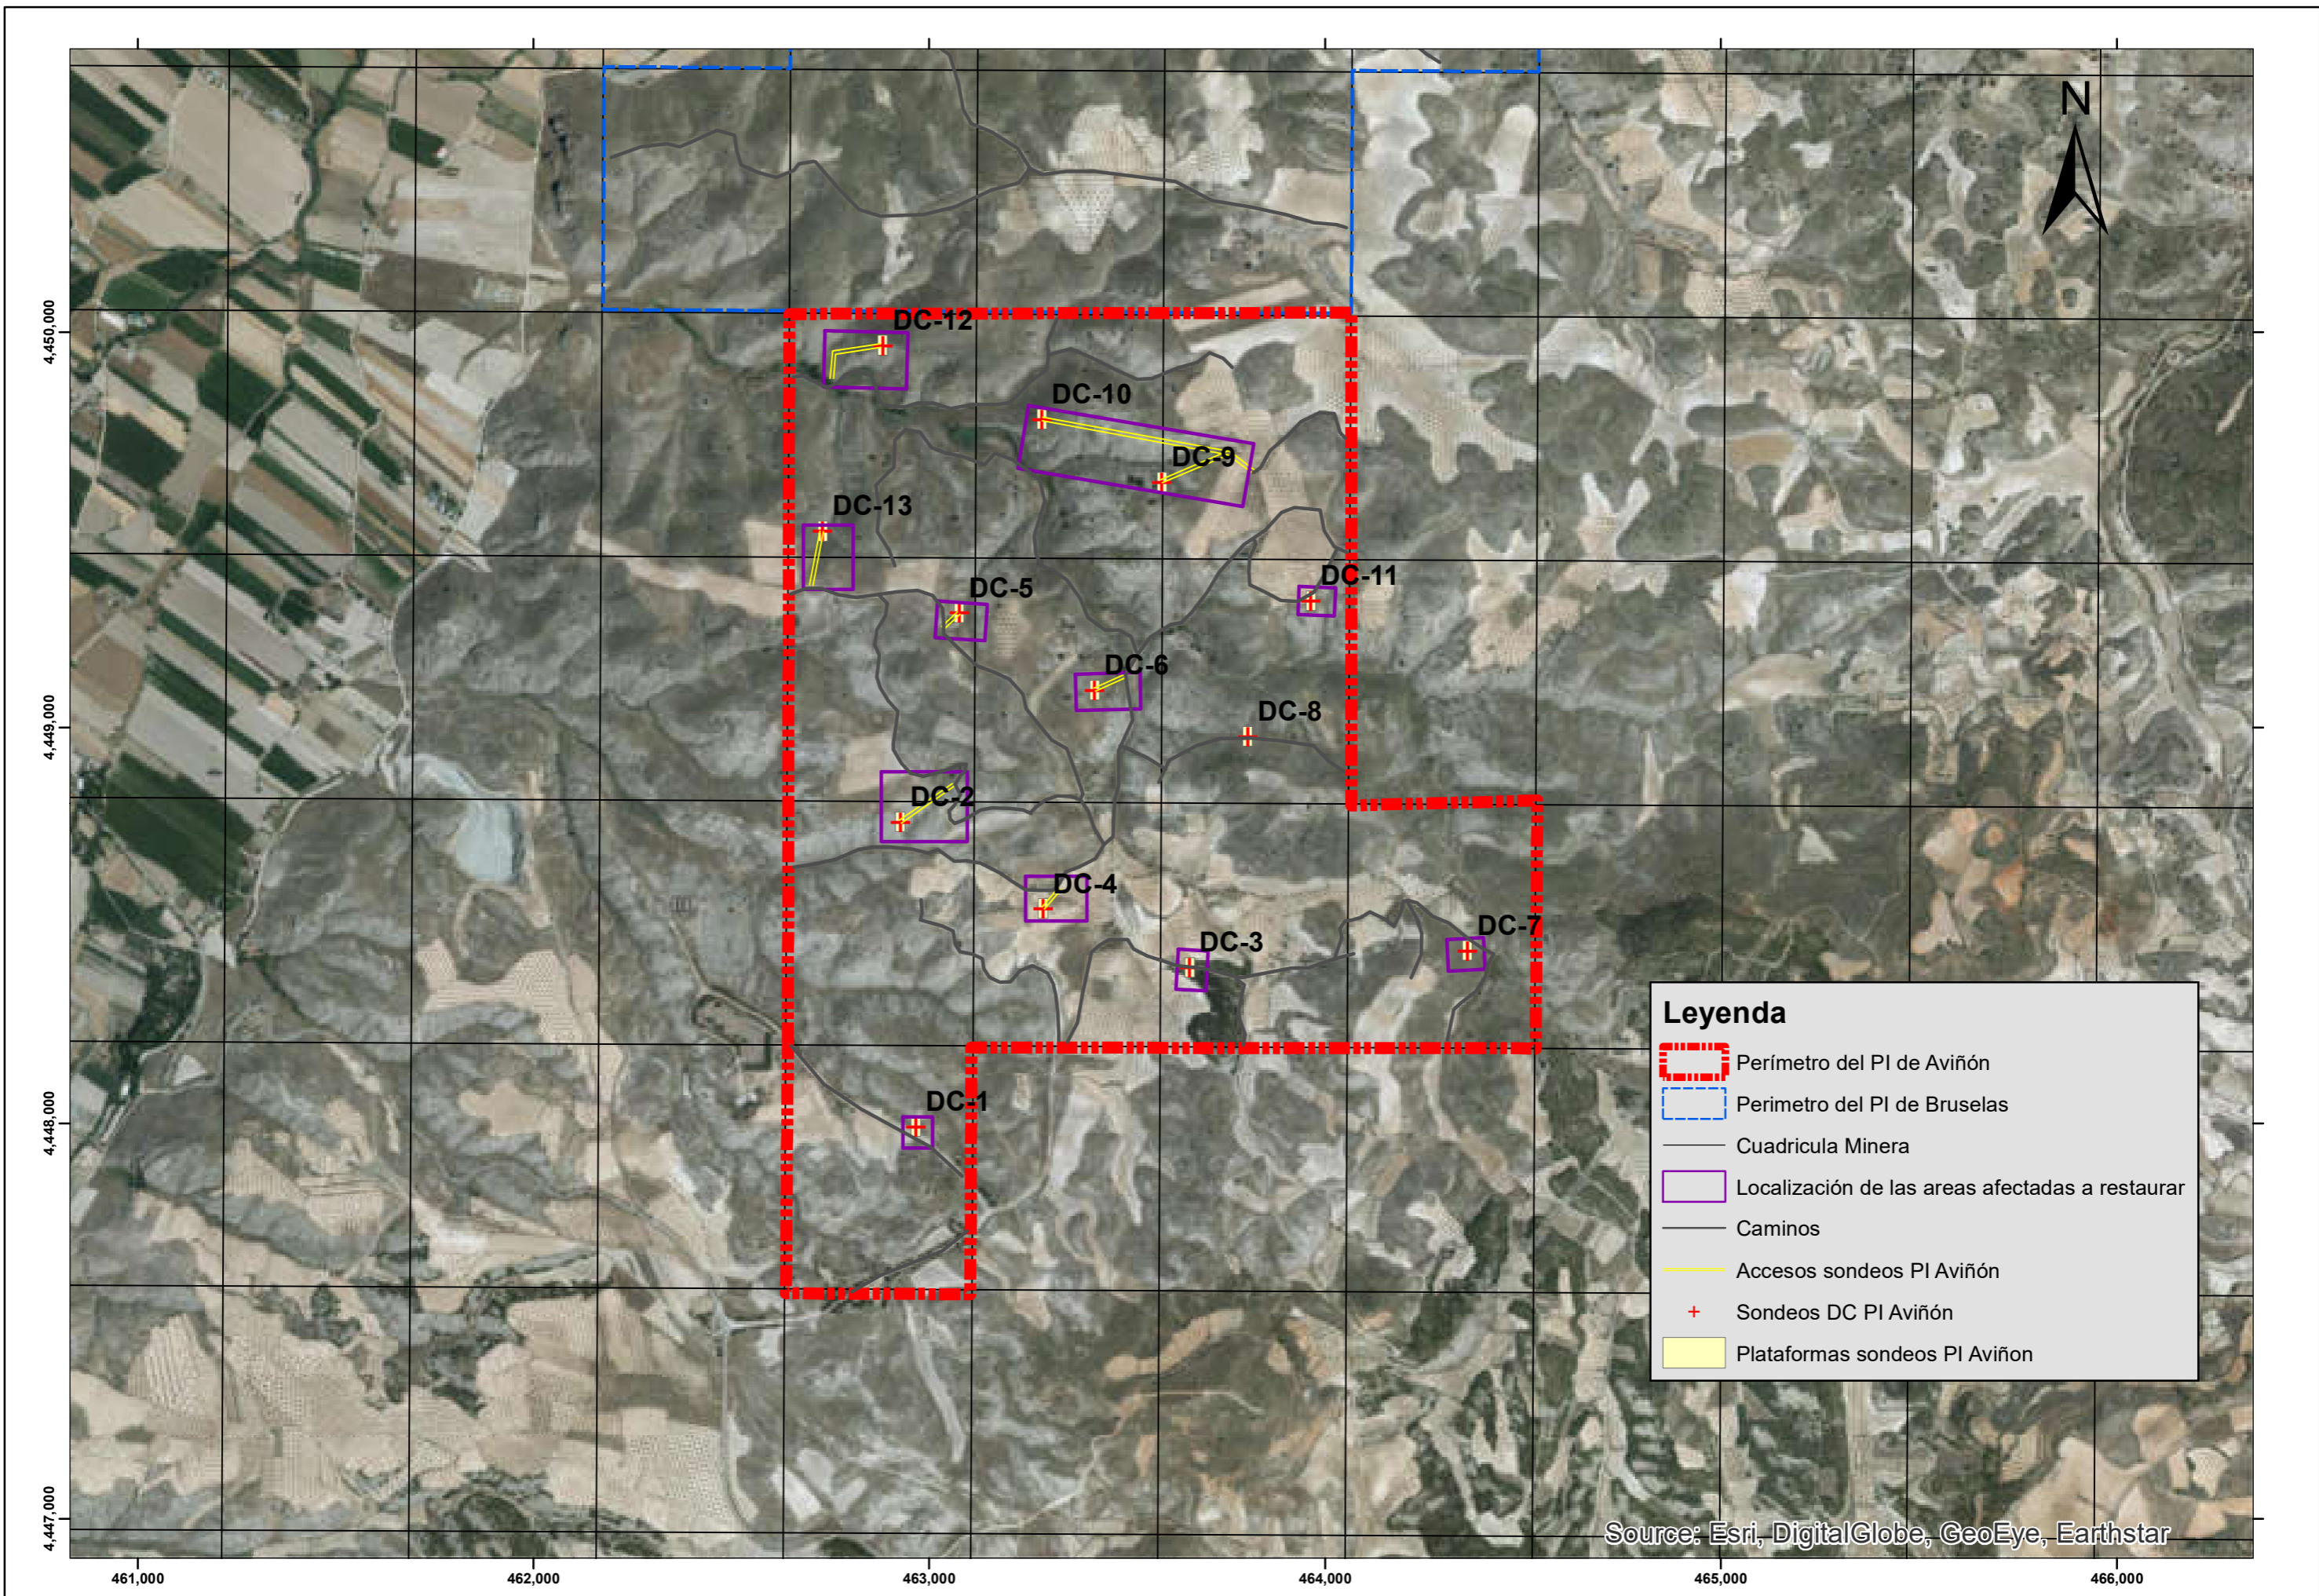 N
DC-12
4,450,000
DC-10
DC-9
DC-13
DC-11
DC-5
DC-6
DC-8
4,449,000
DC-2
DC-4
DC-3
DC-7
DC-1
4,448,000
Leyenda
Perímetro del PI de Aviñón
Perimetro del PI de Bruselas
Cuadricula Minera
Localización de las areas afectadas a restaurar
Caminos
Accesos sondeos PI Aviñón
Sondeos DC PI Aviñón
Plataformas sondeos PI Aviñon
4,447,000
Source: Esri, DigitalGlobe, GeoEye, Earthstar
461,000 462,000 463,000 464,000 465,000 466,000